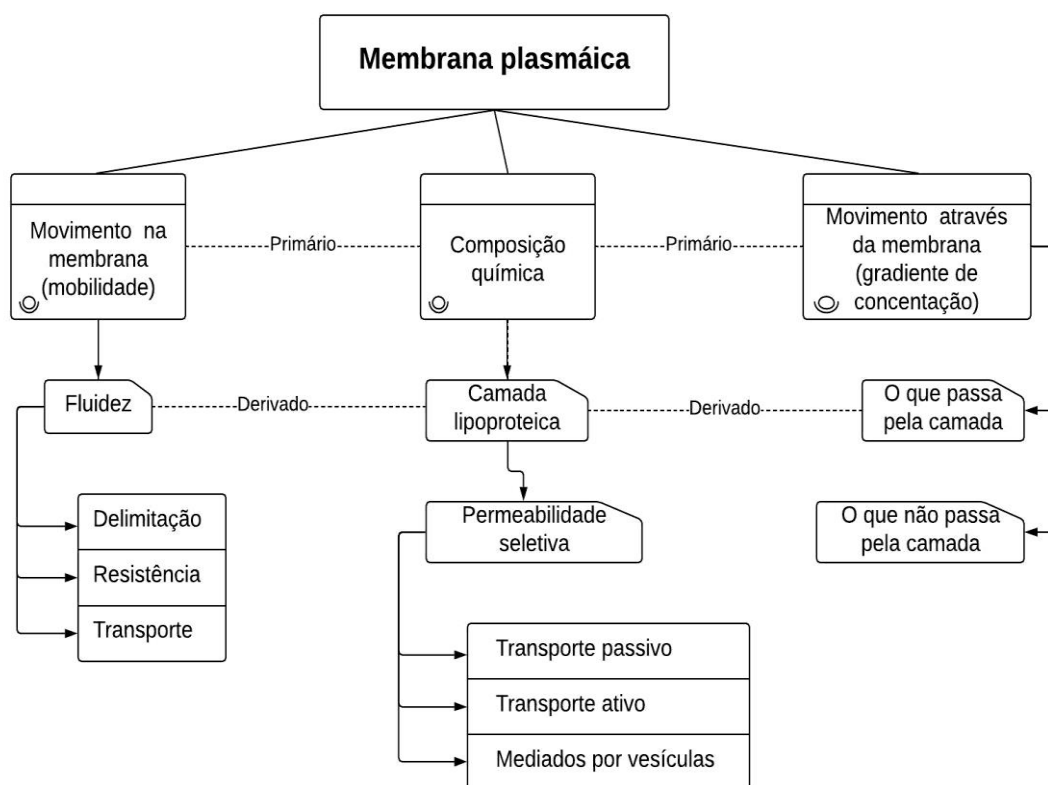 Membrana plasmáica
Movimento na
membrana
(mobilidade)
Primário
Composição
química
Primário
Movimento através
da membrana
(gradiente de
concentação)
Fluidez
Derivado
Camada
lipoproteica
Derivado
O que passa
pela camada
Delimitação
Resistência
Transporte
Permeabilidade
seletiva
O que não passa
pela camada
Transporte passivo
Transporte ativo
Mediados por vesículas